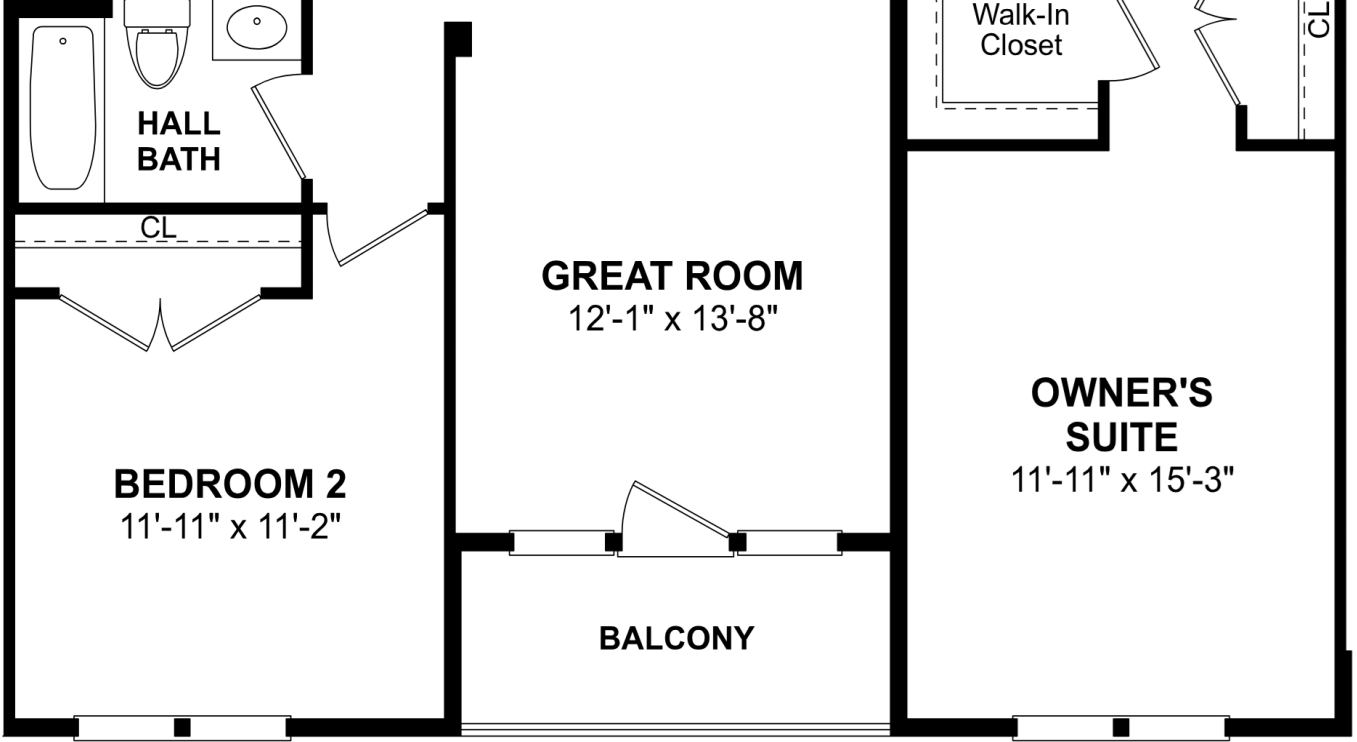 Walk-In
Closet
CL
HALL
BATH
CL
GREAT ROOM
12'-1" x 13'-8"
OWNER'S
SUITE
11'-11" x 15'-3"
BEDROOM 2
11'-11" x 11'-2"
BALCONY